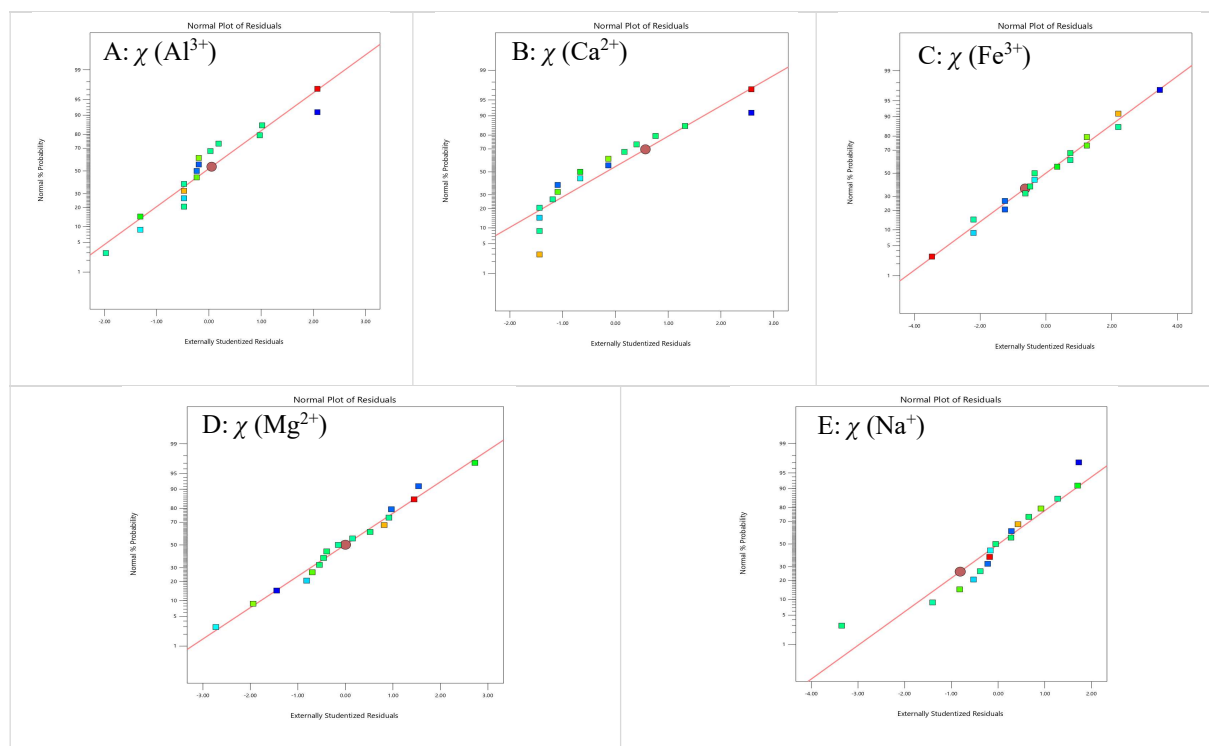 Normal Plot of Residuals
A: χ (Al³⁺)
Normal % Probability
99
95
90
80
70
50
30
20
10
5
1
-2.00 -1.00 0.00 1.00 2.00 3.00
Externally Studentized Residuals
Normal Plot of Residuals
B: χ (Ca²⁺)
Normal % Probability
99
95
90
80
70
50
30
20
10
5
1
-2.00 -1.00 0.00 1.00 2.00 3.00
Externally Studentized Residuals
Normal Plot of Residuals
C: χ (Fe³⁺)
Normal % Probability
99
95
90
80
70
50
30
20
10
5
1
-4.00 -2.00 0.00 2.00 4.00
Externally Studentized Residuals
Normal Plot of Residuals
D: χ (Mg²⁺)
Normal % Probability
99
95
90
80
70
50
30
20
10
5
1
-3.00 -2.00 -1.00 0.00 1.00 2.00 3.00
Externally Studentized Residuals
Normal Plot of Residuals
E: χ (Na⁺)
Normal % Probability
99
95
90
80
70
50
30
20
10
5
1
-4.00 -3.00 -2.00 -1.00 0.00 1.00 2.00
Externally Studentized Residuals